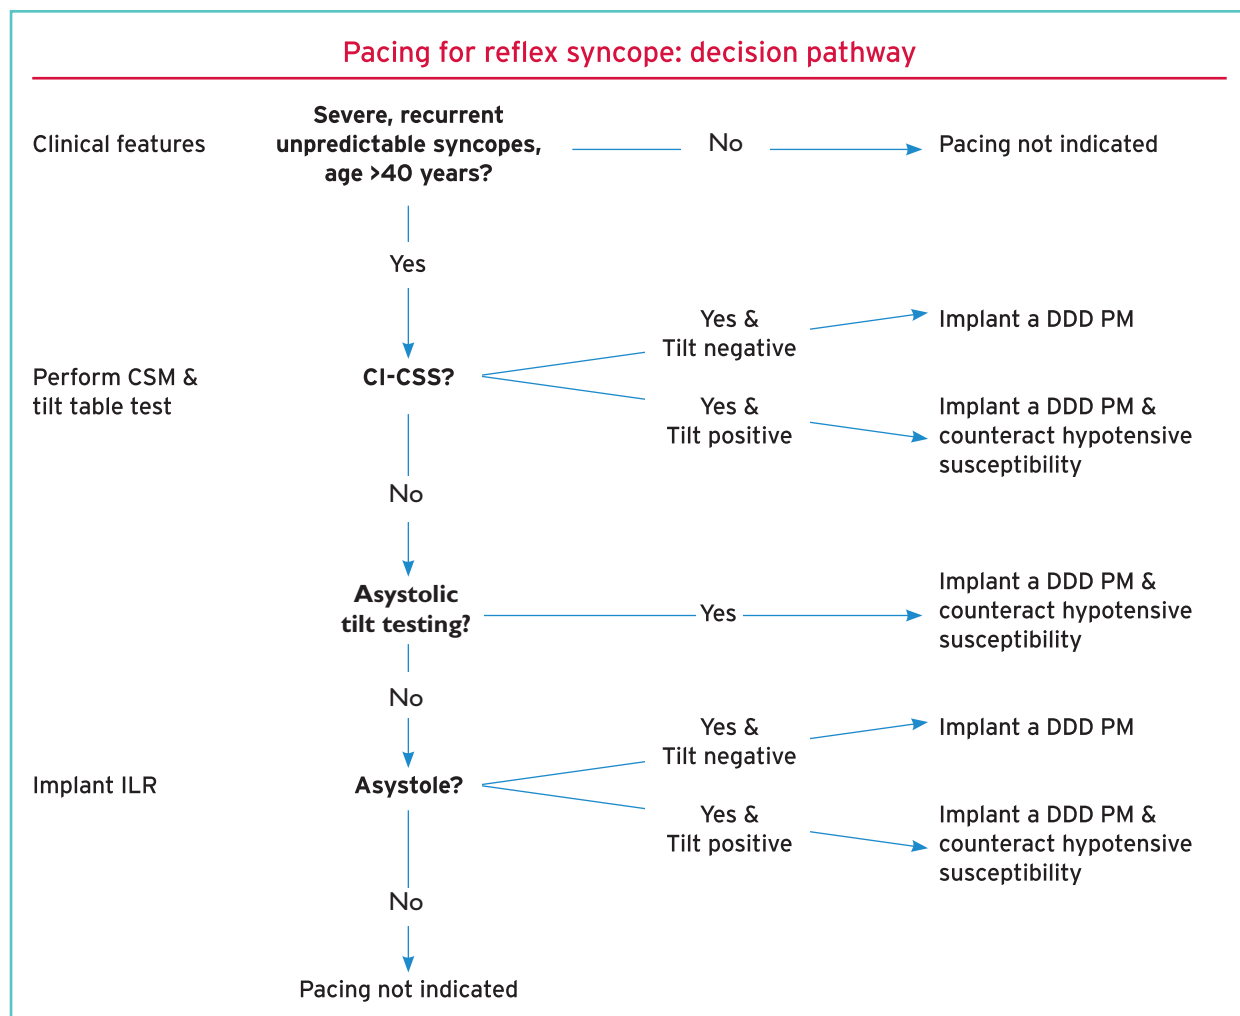 Pacing for reflex syncope: decision pathway
Clinical features
Severe, recurrent
unpredictable syncopes,
age >40 years?
No
Pacing not indicated
Yes
Perform CSM &
tilt table test
CI-CSS?
Yes &
Tilt negative
Implant a DDD PM
Yes &
Tilt positive
Implant a DDD PM &
counteract hypotensive
susceptibility
No
Asystolic
tilt testing?
Yes
Implant a DDD PM &
counteract hypotensive
susceptibility
No
Implant ILR
Asystole?
Yes &
Tilt negative
Implant a DDD PM
Yes &
Tilt positive
Implant a DDD PM &
counteract hypotensive
susceptibility
No
Pacing not indicated